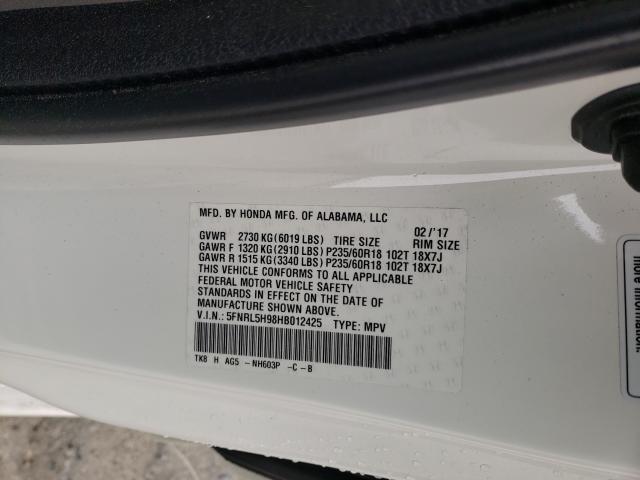 MFD. BY HONDA MFG. OF ALABAMA, LLC 02/'17
GVWR 2730 KG(6019 LBS) TIRE SIZE RIM SIZE
GAWR F 1320 KG(2910 LBS) P235/60R18 102T 18X7J
GAWR R 1515 KG(3340 LBS) P235/60R18 102T 18X7J
THIS VEHICLE CONFORMS TO ALL APPLICABLE
FEDERAL MOTOR VEHICLE SAFETY
STANDARDS IN EFFECT ON THE DATE OF
MANUFACTURE SHOWN ABOVE.
V.I.N.: 5FNRL5H98HB012425 TYPE: MPV
TK8 H AG5 -NH603P -C-B
more information.